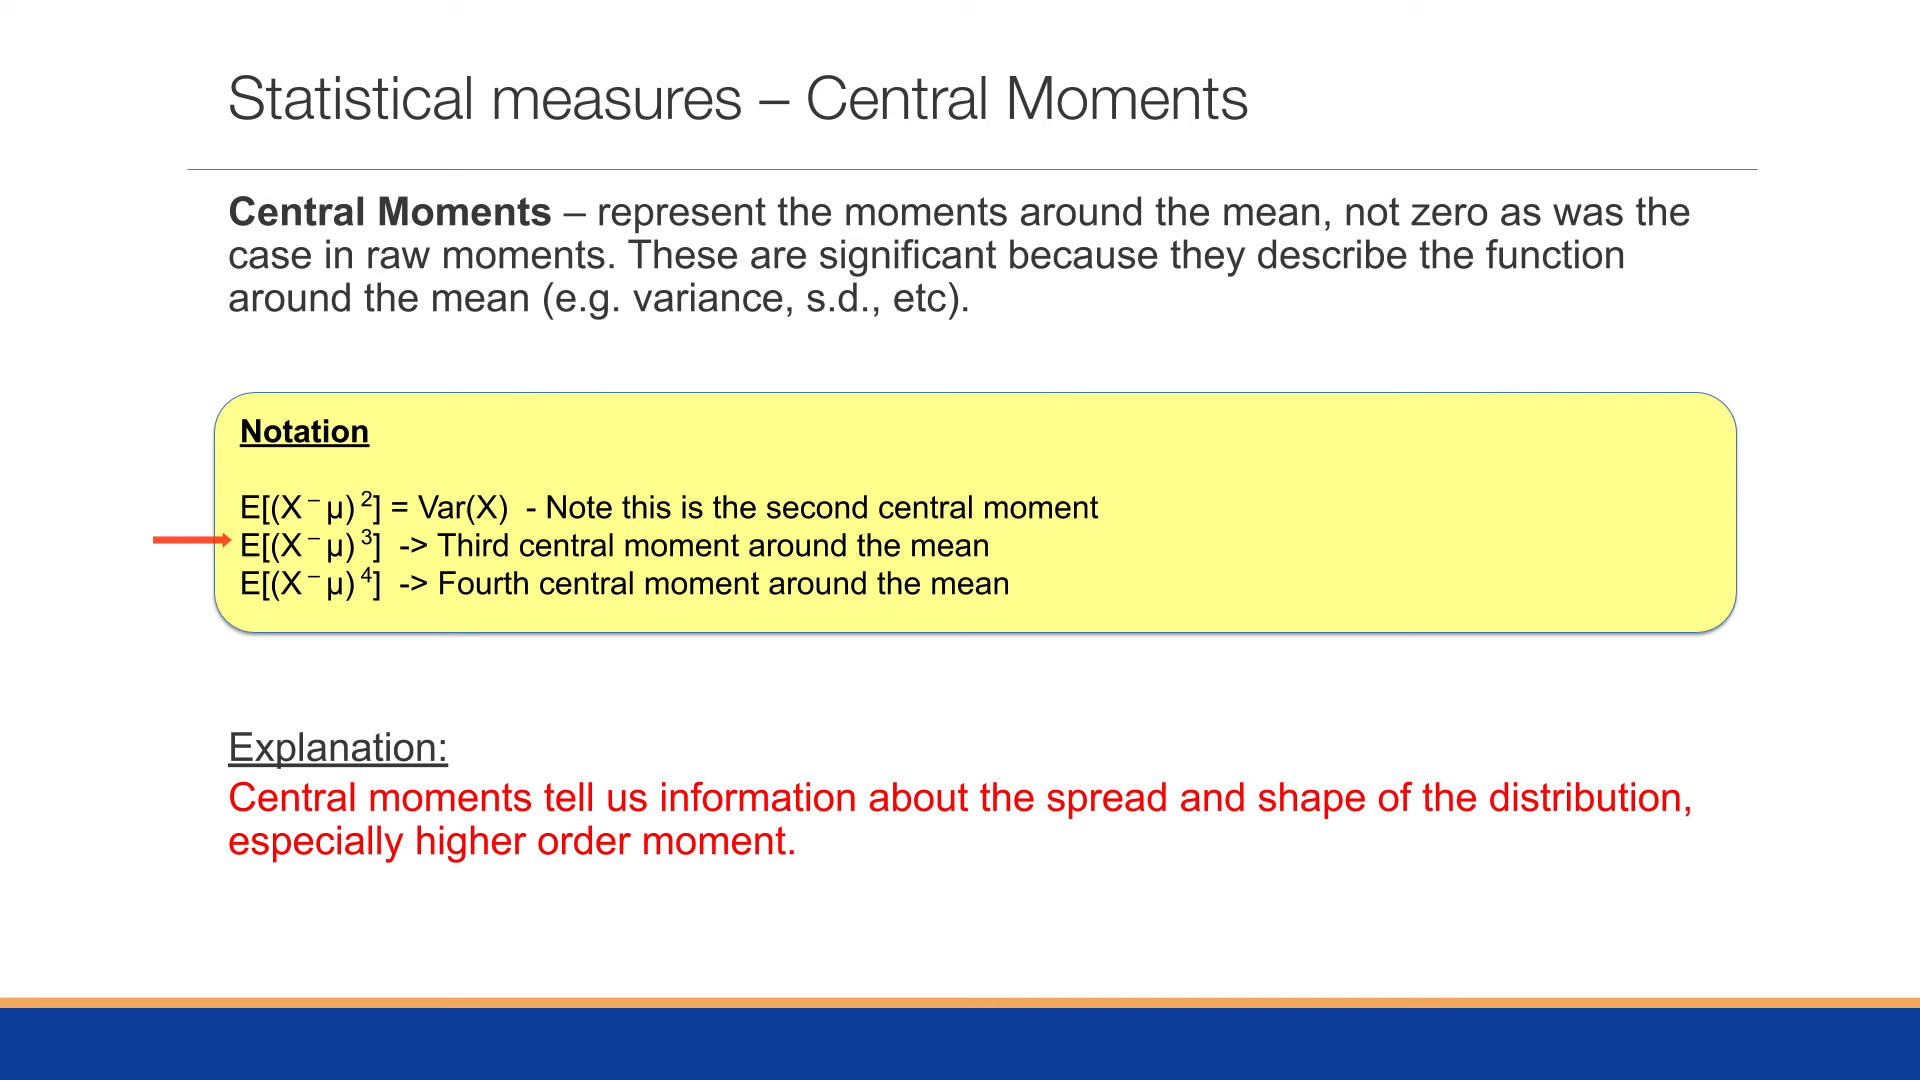 Statistical measures – Central Moments
Central Moments – represent the moments around the mean, not zero as was the
case in raw moments. These are significant because they describe the function
around the mean (e.g. variance, s.d., etc).
Notation
E[(X – μ) ²] = Var(X)  - Note this is the second central moment
E[(X – μ) ³]  -> Third central moment around the mean
E[(X – μ) ⁴]  -> Fourth central moment around the mean
Explanation:
Central moments tell us information about the spread and shape of the distribution,
especially higher order moment.